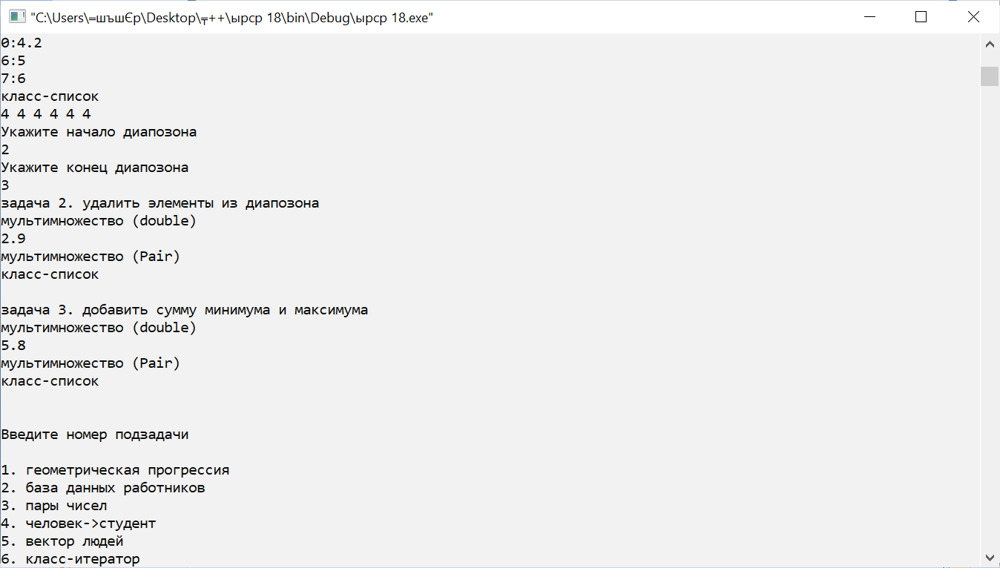 "C:\Users\═шъшЄр\Desktop\╤++\ырср 18\bin\Debug\ырср 18.exe"
0:4.2
6:5
7:6
класс-список
4 4 4 4 4 4
Укажите начало диапозона
2
Укажите конец диапозона
3
задача 2. удалить элементы из диапозона
мультимножество (double)
2.9
мультимножество (Pair)
класс-список
задача 3. добавить сумму минимума и максимума
мультимножество (double)
5.8
мультимножество (Pair)
класс-список
Введите номер подзадачи
1. геометрическая прогрессия
2. база данных работников
3. пары чисел
4. человек->студент
5. вектор людей
6. класс-итератор